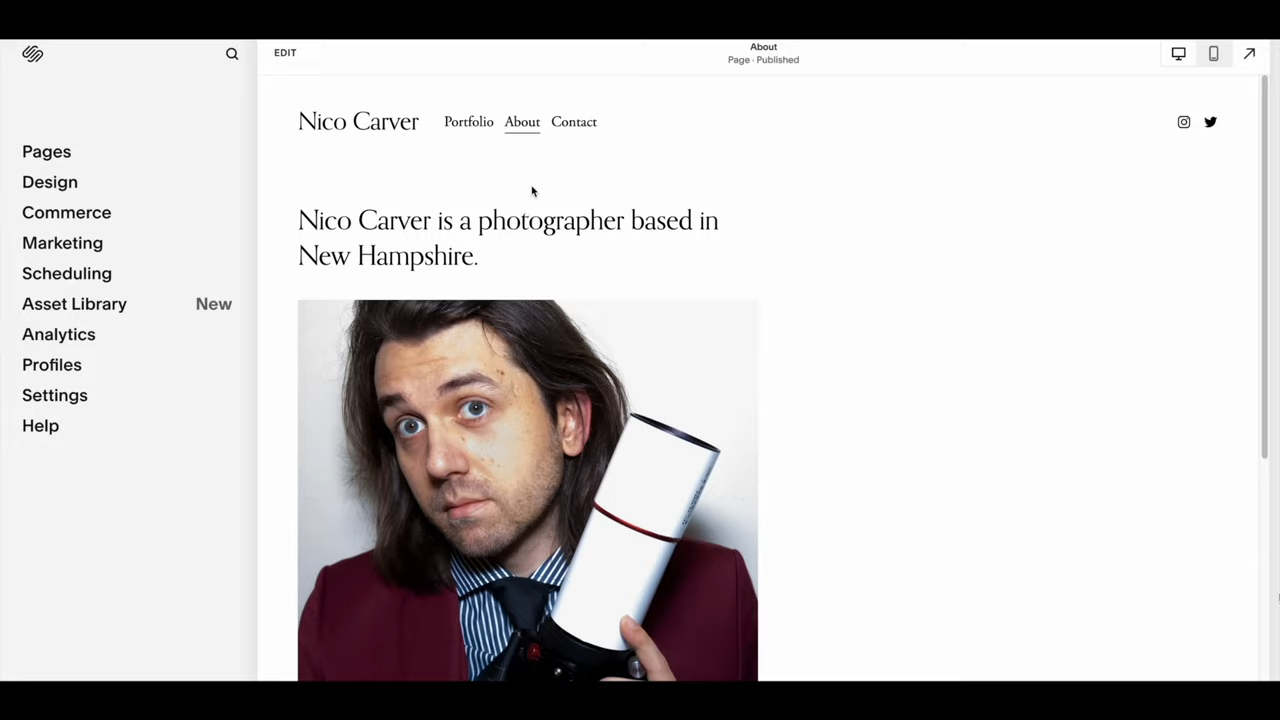 EDIT
About
Page · Published
Pages
Design
Commerce
Marketing
Scheduling
Asset Library New
Analytics
Profiles
Settings
Help
Nico Carver Portfolio About Contact
Nico Carver is a photographer based in
New Hampshire.